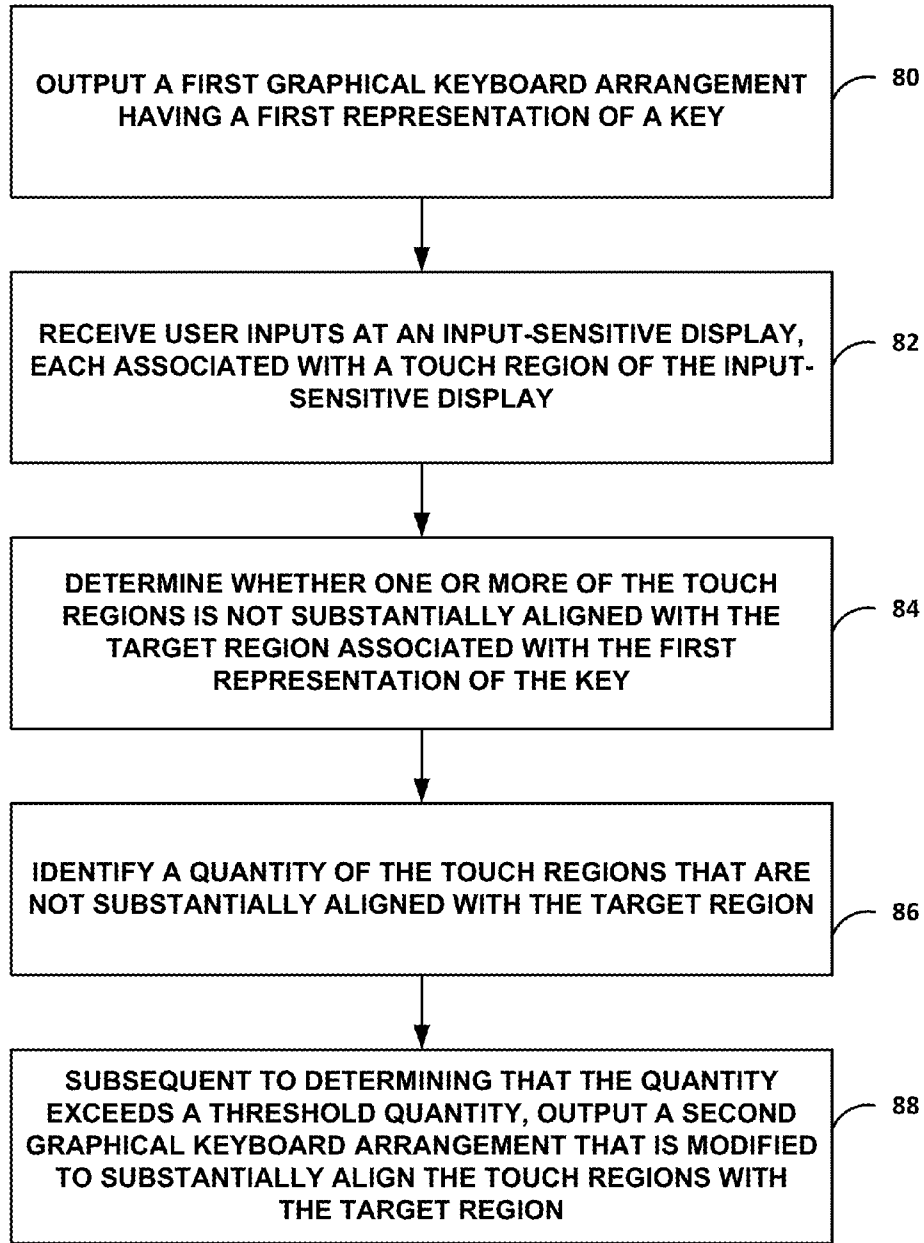 OUTPUT A FIRST GRAPHICAL KEYBOARD ARRANGEMENT
HAVING A FIRST REPRESENTATION OF A KEY
80
RECEIVE USER INPUTS AT AN INPUT-SENSITIVE DISPLAY,
EACH ASSOCIATED WITH A TOUCH REGION OF THE INPUT-
SENSITIVE DISPLAY
82
DETERMINE WHETHER ONE OR MORE OF THE TOUCH
REGIONS IS NOT SUBSTANTIALLY ALIGNED WITH THE
TARGET REGION ASSOCIATED WITH THE FIRST
REPRESENTATION OF THE KEY
84
IDENTIFY A QUANTITY OF THE TOUCH REGIONS THAT ARE
NOT SUBSTANTIALLY ALIGNED WITH THE TARGET REGION
86
SUBSEQUENT TO DETERMINING THAT THE QUANTITY
EXCEEDS A THRESHOLD QUANTITY, OUTPUT A SECOND
GRAPHICAL KEYBOARD ARRANGEMENT THAT IS MODIFIED
TO SUBSTANTIALLY ALIGN THE TOUCH REGIONS WITH
THE TARGET REGION
88